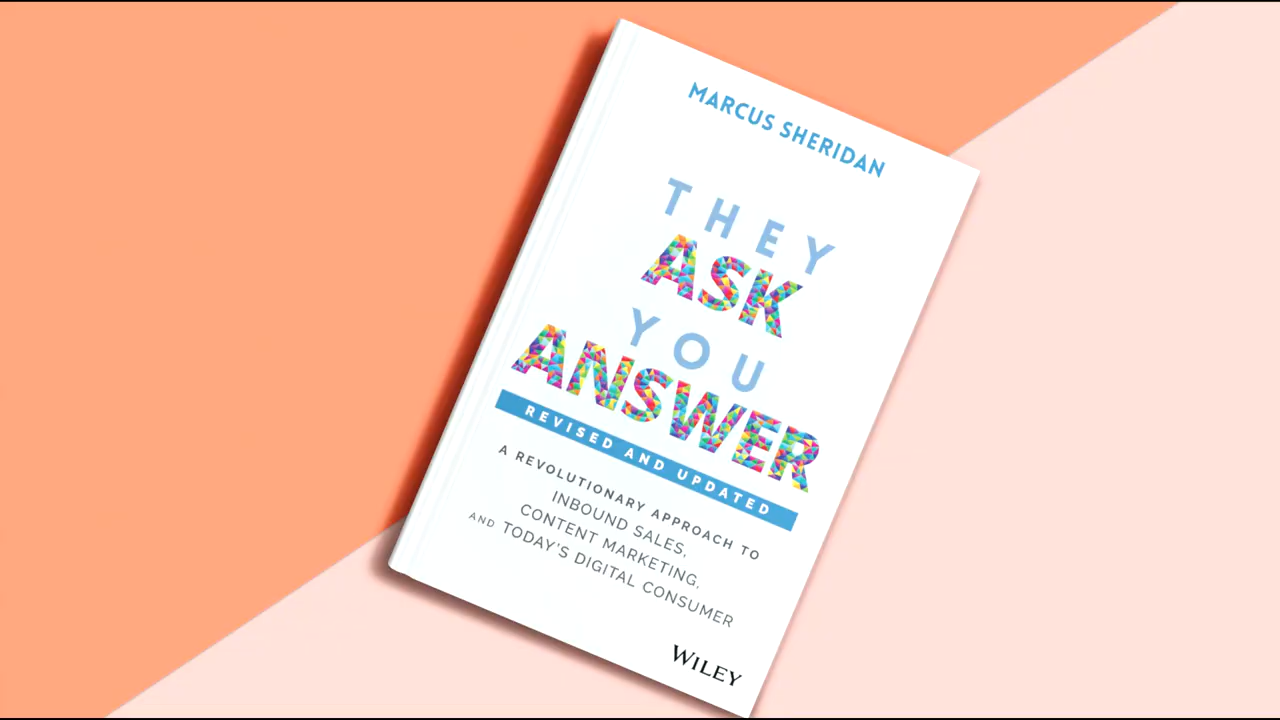 MARCUS SHERIDAN
THEY
ASK
YOU
ANSWER
REVISED AND UPDATED
A REVOLUTIONARY APPROACH TO
INBOUND SALES,
CONTENT MARKETING,
AND TODAY'S DIGITAL CONSUMER
WILEY